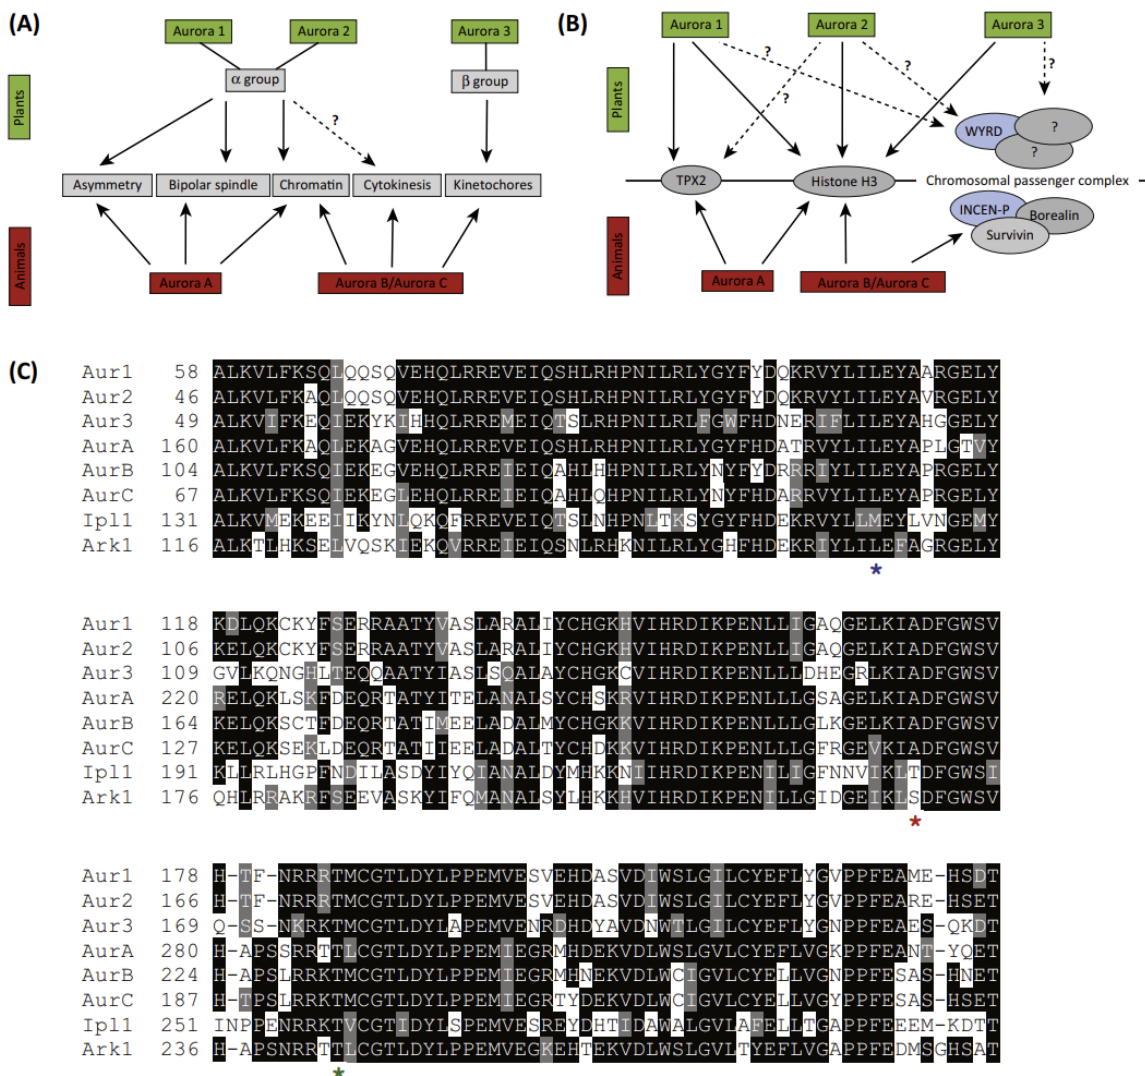 (A)
Aurora 1 Aurora 2 Aurora 3
α group β group
Plants
?
Asymmetry Bipolar spindle Chromatin Cytokinesis Kinetochores
Animals
Aurora A Aurora B/Aurora C
(B)
Aurora 1 Aurora 2 Aurora 3
? ? ?
?
Plants
WYRD ?
?
TPX2 Histone H3 Chromosomal passenger complex
INCEN-P Borealin
Survivin
Animals
Aurora A Aurora B/Aurora C
(C)
Aur1 58 ALKVLFKSQLQQSQVEHQLRREVEIQSHLRHPNILRLYGYFYDQKRVYLILEYAARGELY
Aur2 46 ALKVLFKAQLQQSQVEHQLRREVEIQSHLRHPNILRLYGYFYDQKRVYLILEYAVRGELY
Aur3 49 ALKVIFKEQIEKYKIHHQLRREMEIQTSLRHPNILRLFGWFHDNERIFLILEYAHGGELY
AurA 160 ALKVLFKAQLEKAGVEHQLRREVEIQSHLRHPNILRLYGYFHDATRVYLILEYAPLGTVY
AurB 104 ALKVLFKSQIEKEGVEHQLRREIEIQAHLHHPNILRLYNYFYDRRRIYLILEYAPRGELY
AurC 67 ALKVLFKSQIEKEGLEHQLRREIEIQAHLQHPNILRLYNYFHDARRVYLILEYAPRGELY
Ipl1 131 ALKVMEKEEIIKYNLQKQFRREVEIQTSLNHPNLTKSYGYFHDEKRVYLLMEYLVNGEMY
Ark1 116 ALKTLHKSELVQSKIEKQVRREIEIQSNLRHKNILRLYGHFHDEKRIYLILEFAGRGELY
*
Aur1 118 KDLQKCKYFSERRAATYVASLARALIYCHGKHVIHRDIKPENLLIGAQGELKIADFGWSV
Aur2 106 KELQKCKYFSERRAATYVASLARALIYCHGKHVIHRDIKPENLLIGAQGELKIADFGWSV
Aur3 109 GVLKQNGHLTEQQAATYIASLSQALAYCHGKCVIHRDIKPENLLLDHEGRLKIADFGWSV
AurA 220 RELQKLSKFDEQRTATYITELANALSYCHSKRVIHRDIKPENLLLGSAGELKIADFGWSV
AurB 164 KELQKSCTFDEQRTATIMEELADALMYCHGKKVIHRDIKPENLLLGLKGELKIADFGWSV
AurC 127 KELQKSEKLDEQRTATIIEELADALTYCHDKKVIHRDIKPENLLLGFRGEVKIADFGWSV
Ipl1 191 KLLRLHGPFNDILASDYIYQIANALDYMHKKNIIHRDIKPENILIGFNNVIKLTDFGWSI
Ark1 176 QHLRRAKRFSEEVASKYIFQMANALSYLHKKHVIHRDIKPENILLGIDGEIKLSDFGWSV
*
Aur1 178 H-TF-NRRRTMCGTLDYLPPEMVESVEHDASVDIWSLGILCYEFLYGVPPFEAME-HSDT
Aur2 166 H-TF-NRRRTMCGTLDYLPPEMVESVEHDASVDIWSLGILCYEFLYGVPPFEARE-HSET
Aur3 169 Q-SS-NKRKTMCGTLDYLAPEMVENRDHDYAVDNWTLGILCYEFLYGNPPFEAES-QKDT
AurA 280 H-APSSRRTTLCGTLDYLPPEMIEGRMHDEKVDLWSLGVLCYEFLVGKPPFEANT-YQET
AurB 224 H-APSLRRKTMCGTLDYLPPEMIEGRMHNEKVDLWCIGVLCYELLVGNPPFESAS-HNET
AurC 187 H-TPSLRRKTMCGTLDYLPPEMIEGRTYDEKVDLWCIGVLCYELLVGYPPFESAS-HSET
Ipl1 251 INPPENRRKTVCGTIDYLSPEMVESREYDHTIDAWALGVLAFELLTGAPPFEEEM-KDTT
Ark1 236 H-APSNRRTTLCGTLDYLPPEMVEGKEHTEKVDLWSLGVLTYEFLVGAPPFEDMSGHSAT
*